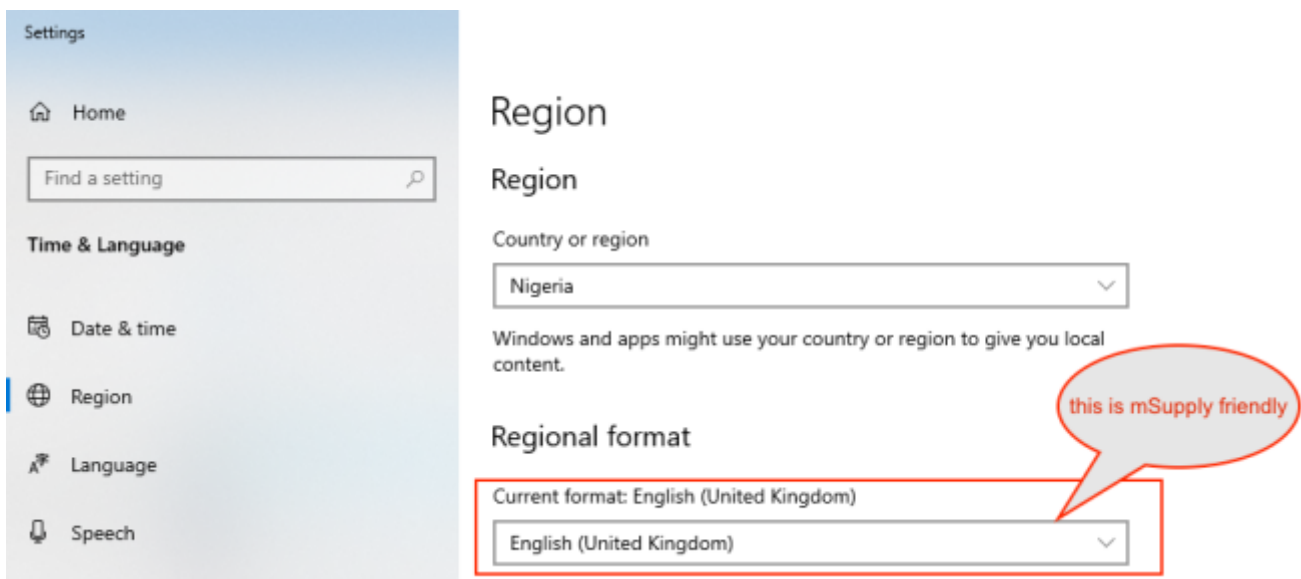 Settings
Home
Find a setting
Time & Language
Date & time
Region
Language
Speech
Region
Region
Country or region
Nigeria
Windows and apps might use your country or region to give you local
content.
this is mSupply friendly
Regional format
Current format: English (United Kingdom)
English (United Kingdom)